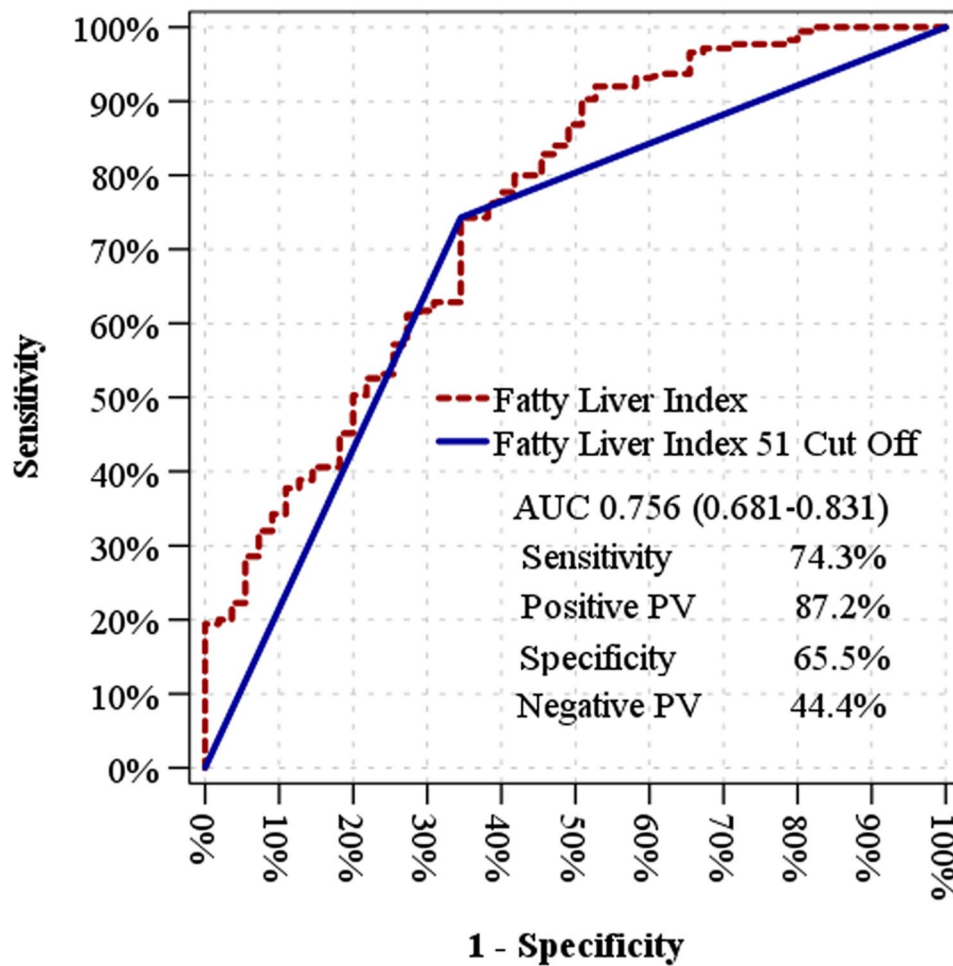 100%
90%
80%
70%
60%
50%
40%
30%
20%
10%
0%
Sensitivity
Fatty Liver Index
Fatty Liver Index 51 Cut Off
AUC 0.756 (0.681-0.831)
Sensitivity 74.3%
Positive PV 87.2%
Specificity 65.5%
Negative PV 44.4%
0% 10% 20% 30% 40% 50% 60% 70% 80% 90% 100%
1 - Specificity